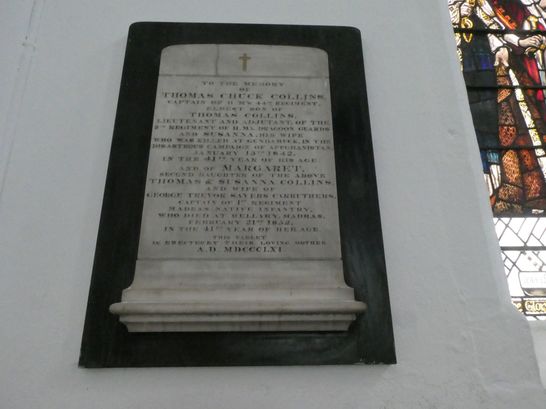 TO THE MEMORY
OF
THOMAS CHUCK COLLINS,
CAPTAIN OF H.M'S. 44TH REGIMENT,
ELDEST SON OF
THOMAS COLLINS,
LIEUTENANT AND ADJUTANT, OF THE
REGIMENT OF H.M'S. DRAGOON GUARDS
AND SUSANNA, HIS WIFE
WHO WAS KILLED AT GUNDAMUCK, IN THE
DISASTROUS CAMPAIGN OF AFFGHANISTAN,
JANUARY 13TH 1842,
IN THE 41ST YEAR OF HIS AGE
AND OF MARGARET,
SECOND DAUGHTER OF THE ABOVE
THOMAS & SUSANNA COLLINS,
AND WIFE OF
GEORGE TREVOR SAYERS CARRUTHERS,
CAPTAIN OF 1ST REGIMENT
MADRAS NATIVE INFANTRY,
WHO DIED AT BELLARY, MADRAS,
FEBRUARY 21ST 1852,
IN THE 41ST YEAR OF HER AGE.
THIS TABLET
IS ERECTED BY THEIR LOVING MOTHER
A.D. MDCCCLXI